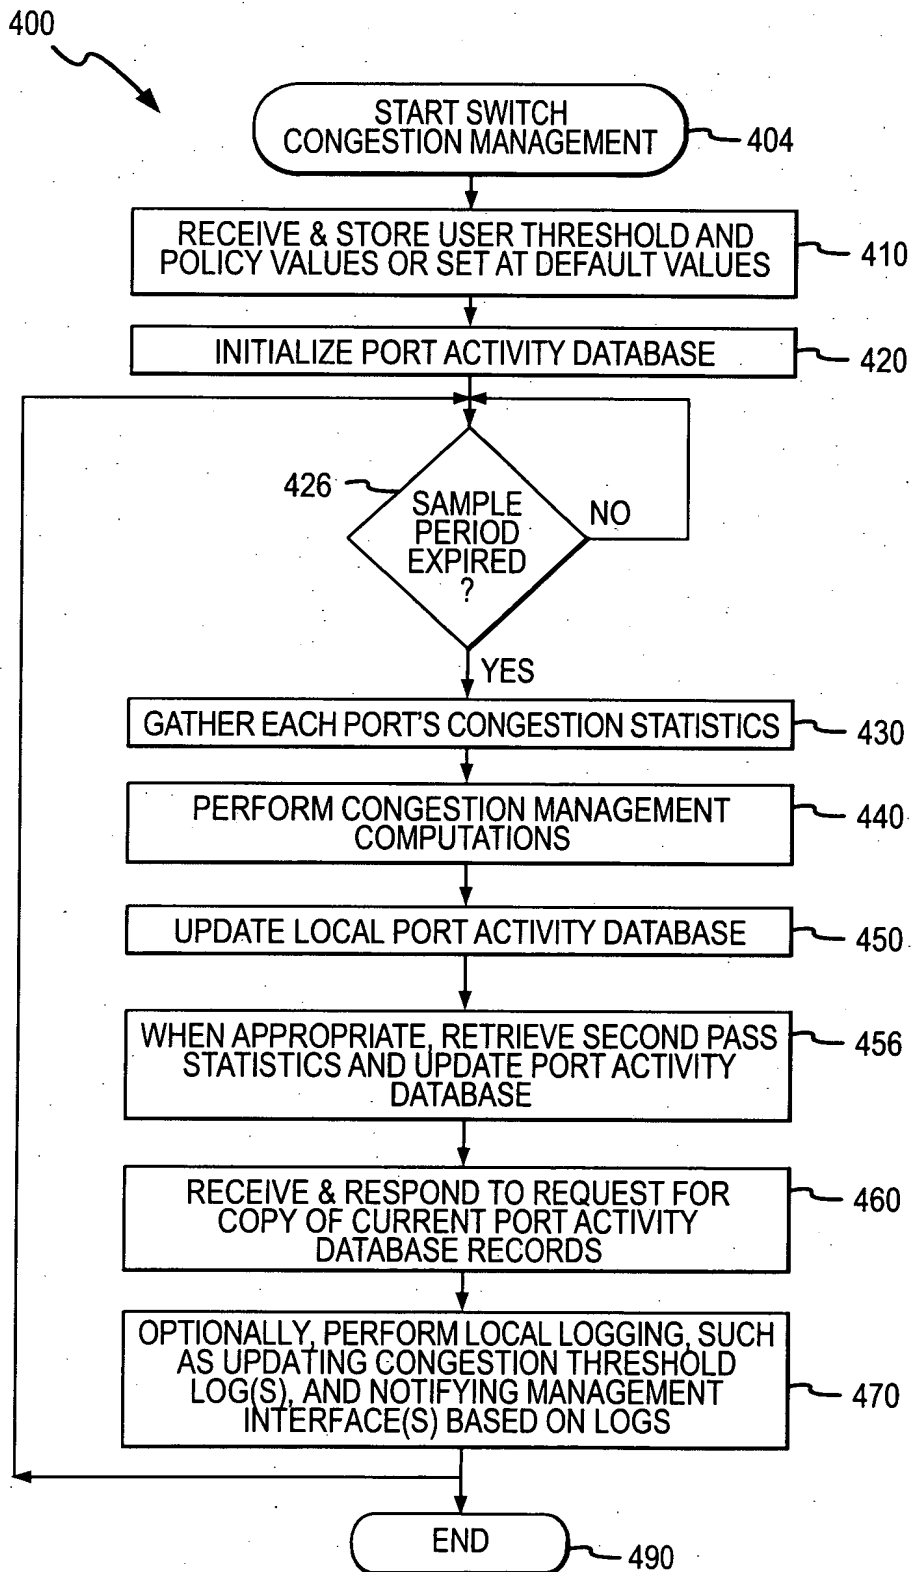 400
START SWITCH
CONGESTION MANAGEMENT
404
RECEIVE & STORE USER THRESHOLD AND
POLICY VALUES OR SET AT DEFAULT VALUES
410
INITIALIZE PORT ACTIVITY DATABASE
420
426
SAMPLE
PERIOD
EXPIRED
?
NO
YES
GATHER EACH PORT'S CONGESTION STATISTICS
430
PERFORM CONGESTION MANAGEMENT
COMPUTATIONS
440
UPDATE LOCAL PORT ACTIVITY DATABASE
450
WHEN APPROPRIATE, RETRIEVE SECOND PASS
STATISTICS AND UPDATE PORT ACTIVITY
DATABASE
456
RECEIVE & RESPOND TO REQUEST FOR
COPY OF CURRENT PORT ACTIVITY
DATABASE RECORDS
460
OPTIONALLY, PERFORM LOCAL LOGGING, SUCH
AS UPDATING CONGESTION THRESHOLD
LOG(S), AND NOTIFYING MANAGEMENT
INTERFACE(S) BASED ON LOGS
470
END
490